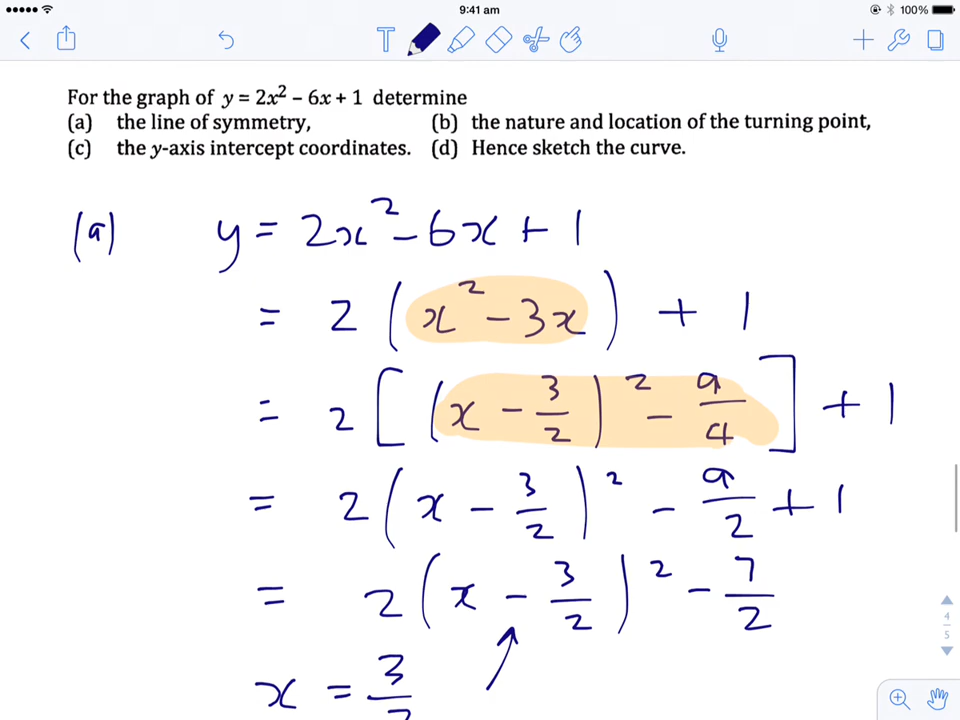 9:41 am
100%
T
For the graph of y = 2x² – 6x + 1 determine
(a) the line of symmetry, (b) the nature and location of the turning point,
(c) the y-axis intercept coordinates. (d) Hence sketch the curve.
(a) y = 2x² - 6x + 1
= 2 ( x² - 3x ) + 1
= 2 [ ( x - 3/2 )² - 9/4 ] + 1
= 2 ( x - 3/2 )² - 9/2 + 1
= 2 ( x - 3/2 )² - 7/2
x = 3/2
4
5